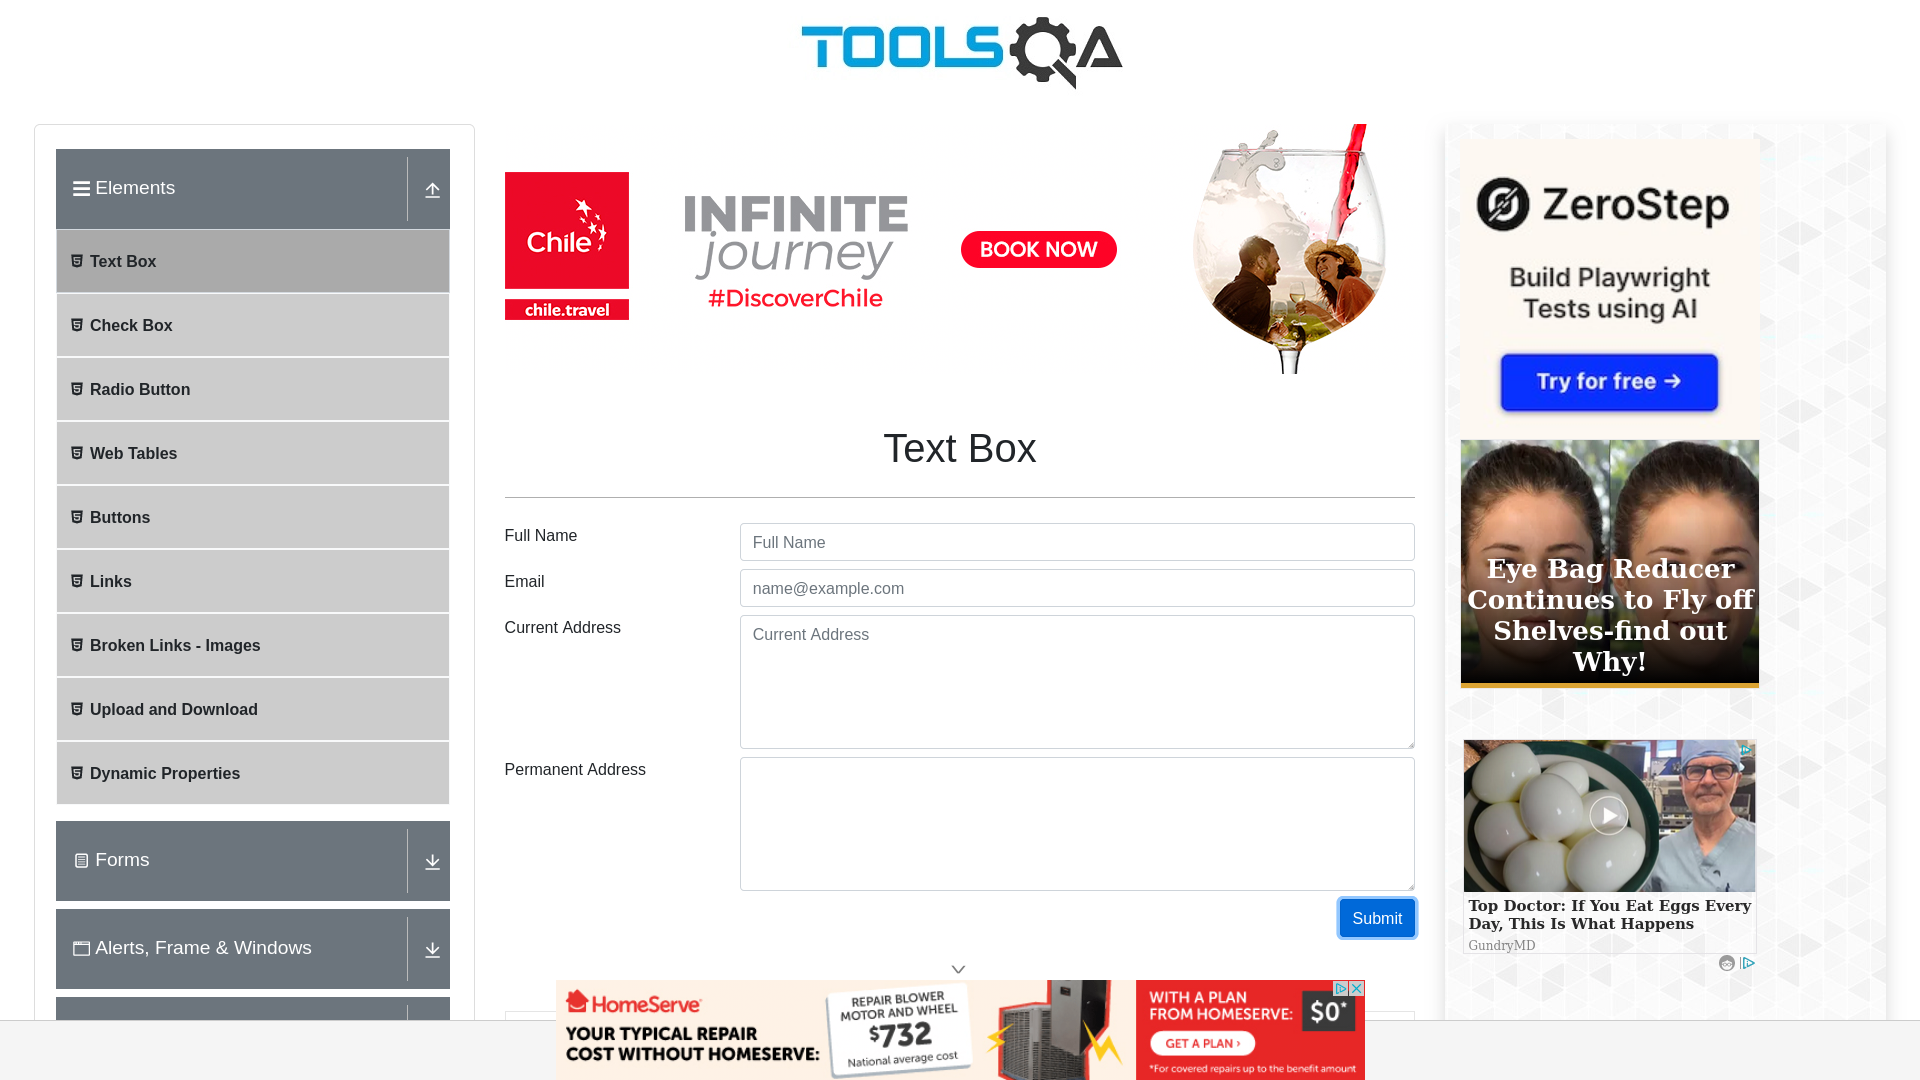 TOOLSQA
Elements
Text Box
Check Box
Radio Button
Web Tables
Buttons
Links
Broken Links - Images
Upload and Download
Dynamic Properties
Forms
Alerts, Frame & Windows
Chile
chile.travel
INFINITE
journey
#DiscoverChile
BOOK NOW
Text Box
Full Name
Full Name
Email
name@example.com
Current Address
Current Address
Permanent Address
Submit
ZeroStep
Build Playwright
Tests using AI
Try for free →
Eye Bag Reducer
Continues to Fly off
Shelves-find out
Why!
Top Doctor: If You Eat Eggs Every
Day, This Is What Happens
GundryMD
HomeServe
YOUR TYPICAL REPAIR
COST WITHOUT HOMESERVE:
REPAIR BLOWER
MOTOR AND WHEEL
$732
National average cost
WITH A PLAN
FROM HOMESERVE:
$0*
GET A PLAN ›
*For covered repairs up to the benefit amount